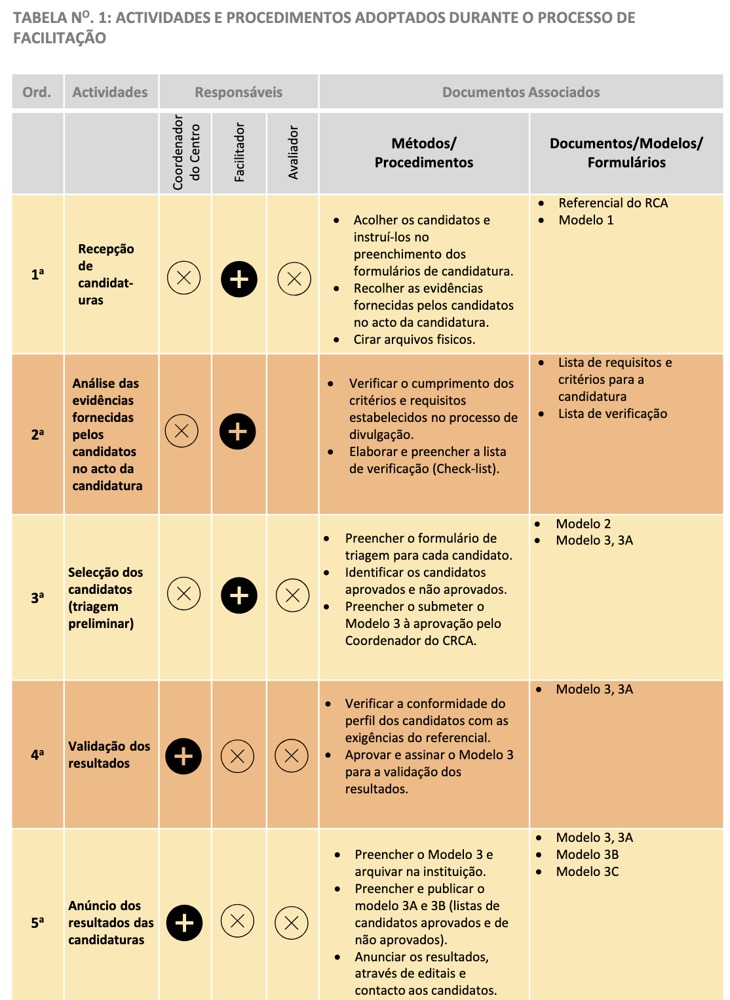 TABELA Nº. 1: ACTIVIDADES E PROCEDIMENTOS ADOPTADOS DURANTE O PROCESSO DE
FACILITAÇÃO
Ord.
Actividades
Responsáveis
Documentos Associados
Coordenador
do Centro
Facilitador
Avaliador
Métodos/
Procedimentos
Documentos/Modelos/
Formulários
1ª
Recepção
de
candidat-
uras
• Acolher os candidatos e
instruí-los no
preenchimento dos
formulários de candidatura.
• Recolher as evidências
fornecidas pelos candidatos
no acto da candidatura.
• Cirar arquivos fisicos.
• Referencial do RCA
• Modelo 1
2ª
Análise das
evidências
fornecidas
pelos
candidatos
no acto da
candidatura
• Verificar o cumprimento dos
critérios e requisitos
estabelecidos no processo de
divulgação.
• Elaborar e preencher a lista
de verificação (Check-list).
• Lista de requisitos e
critérios para a
candidatura
• Lista de verificação
3ª
Selecção dos
candidatos
(triagem
preliminar)
• Preencher o formulário de
triagem para cada candidato.
• Identificar os candidatos
aprovados e não aprovados.
• Preencher o submeter o
Modelo 3 à aprovação pelo
Coordenador do CRCA.
• Modelo 2
• Modelo 3, 3A
4ª
Validação dos
resultados
• Verificar a conformidade do
perfil dos candidatos com as
exigências do referencial.
• Aprovar e assinar o Modelo 3
para a validação dos
resultados.
• Modelo 3, 3A
5ª
Anúncio dos
resultados das
candidaturas
• Preencher o Modelo 3 e
arquivar na instituição.
• Preencher e publicar o
modelo 3A e 3B (listas de
candidatos aprovados e de
não aprovados).
• Anunciar os resultados,
através de editais e
contacto aos candidatos.
• Modelo 3, 3A
• Modelo 3B
• Modelo 3C